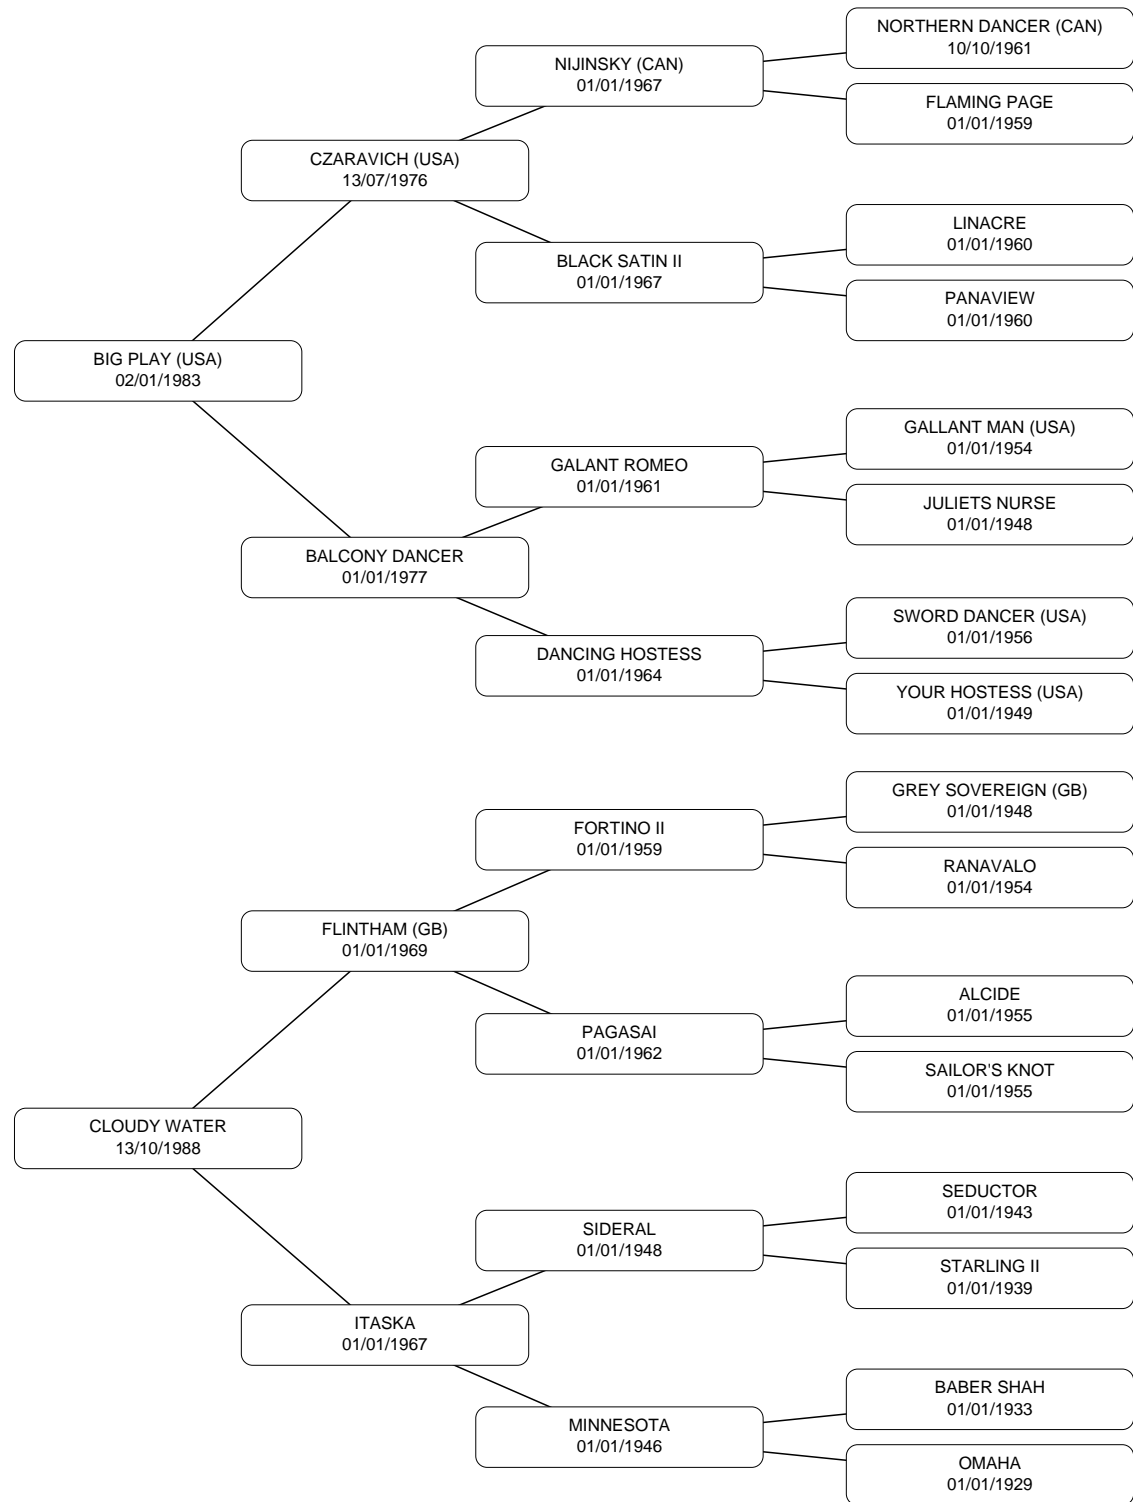 NORTHERN DANCER (CAN)
10/10/1961
NIJINSKY (CAN)
01/01/1967
FLAMING PAGE
01/01/1959
CZARAVICH (USA)
13/07/1976
LINACRE
01/01/1960
BLACK SATIN II
01/01/1967
PANAVIEW
01/01/1960
BIG PLAY (USA)
02/01/1983
GALLANT MAN (USA)
01/01/1954
GALANT ROMEO
01/01/1961
JULIETS NURSE
01/01/1948
BALCONY DANCER
01/01/1977
SWORD DANCER (USA)
01/01/1956
DANCING HOSTESS
01/01/1964
YOUR HOSTESS (USA)
01/01/1949
GREY SOVEREIGN (GB)
01/01/1948
FORTINO II
01/01/1959
RANAVALO
01/01/1954
FLINTHAM (GB)
01/01/1969
ALCIDE
01/01/1955
PAGASAI
01/01/1962
SAILOR'S KNOT
01/01/1955
CLOUDY WATER
13/10/1988
SEDUCTOR
01/01/1943
SIDERAL
01/01/1948
STARLING II
01/01/1939
ITASKA
01/01/1967
BABER SHAH
01/01/1933
MINNESOTA
01/01/1946
OMAHA
01/01/1929